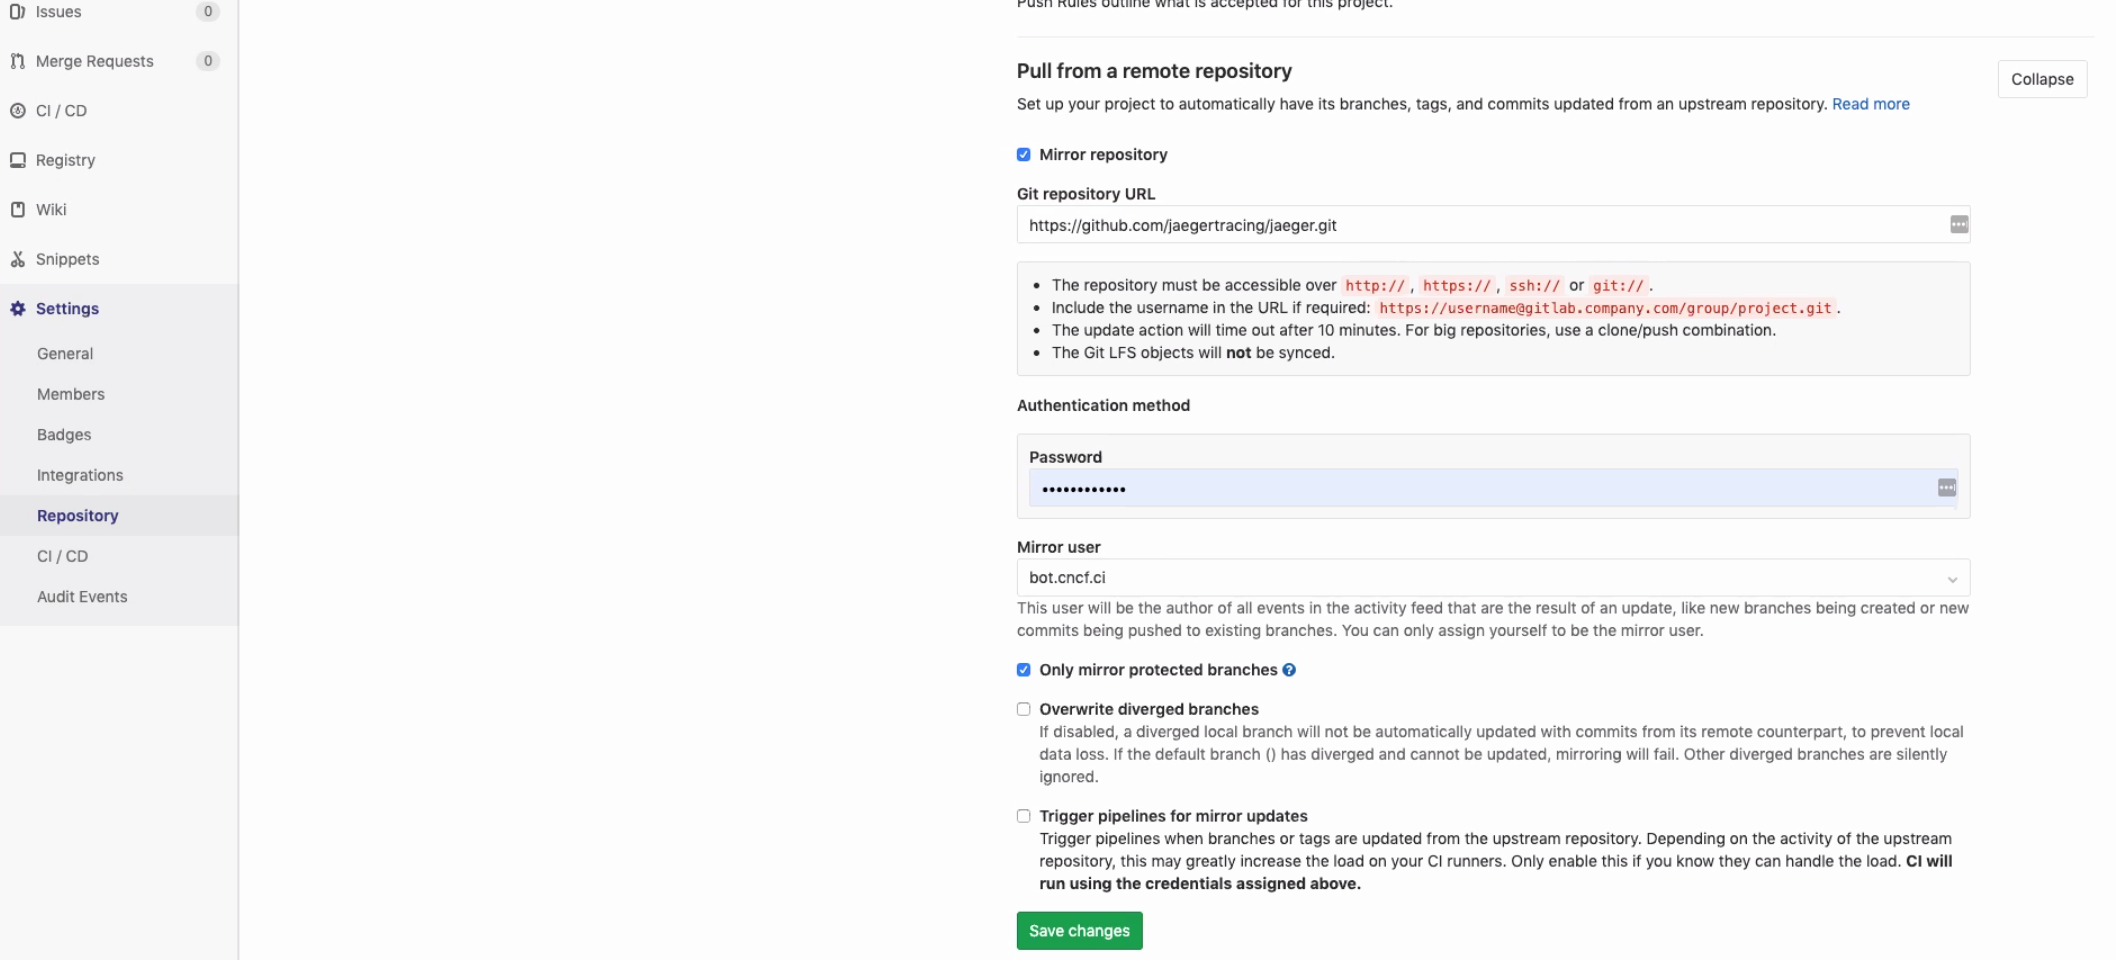 Issues 0
Push Rules outline what is accepted for this project.
Merge Requests 0
CI / CD
Registry
Wiki
Snippets
Settings
General
Members
Badges
Integrations
Repository
CI / CD
Audit Events
Pull from a remote repository
Collapse
Set up your project to automatically have its branches, tags, and commits updated from an upstream repository. Read more
Mirror repository
Git repository URL
https://github.com/jaegertracing/jaeger.git
• The repository must be accessible over http://, https://, ssh:// or git://.
• Include the username in the URL if required: https://username@gitlab.company.com/group/project.git.
• The update action will time out after 10 minutes. For big repositories, use a clone/push combination.
• The Git LFS objects will not be synced.
Authentication method
Password
••••••••••••
Mirror user
bot.cncf.ci
This user will be the author of all events in the activity feed that are the result of an update, like new branches being created or new
commits being pushed to existing branches. You can only assign yourself to be the mirror user.
Only mirror protected branches ?
Overwrite diverged branches
If disabled, a diverged local branch will not be automatically updated with commits from its remote counterpart, to prevent local
data loss. If the default branch () has diverged and cannot be updated, mirroring will fail. Other diverged branches are silently
ignored.
Trigger pipelines for mirror updates
Trigger pipelines when branches or tags are updated from the upstream repository. Depending on the activity of the upstream
repository, this may greatly increase the load on your CI runners. Only enable this if you know they can handle the load. CI will
run using the credentials assigned above.
Save changes